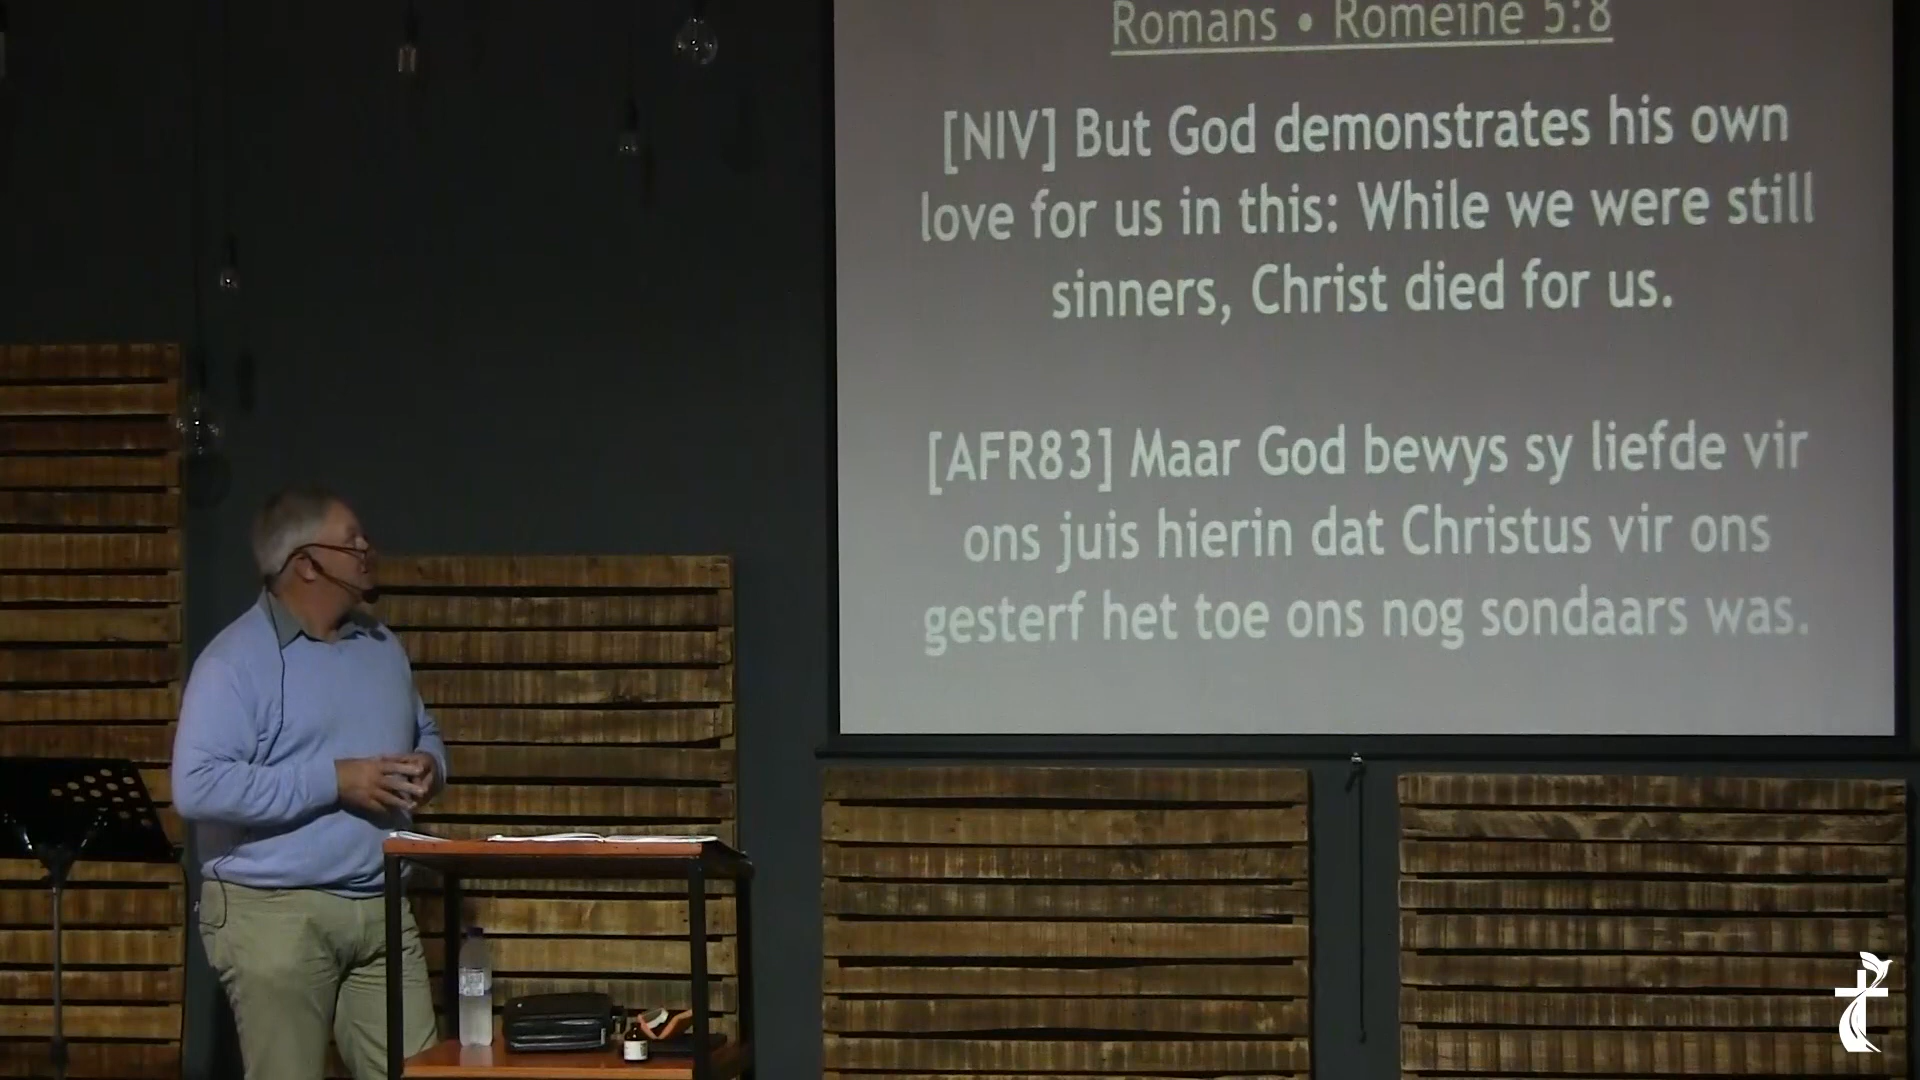 Romans • Romeine 5:8
[NIV] But God demonstrates his own
love for us in this: While we were still
sinners, Christ died for us.
[AFR83] Maar God bewys sy liefde vir
ons juis hierin dat Christus vir ons
gesterf het toe ons nog sondaars was.